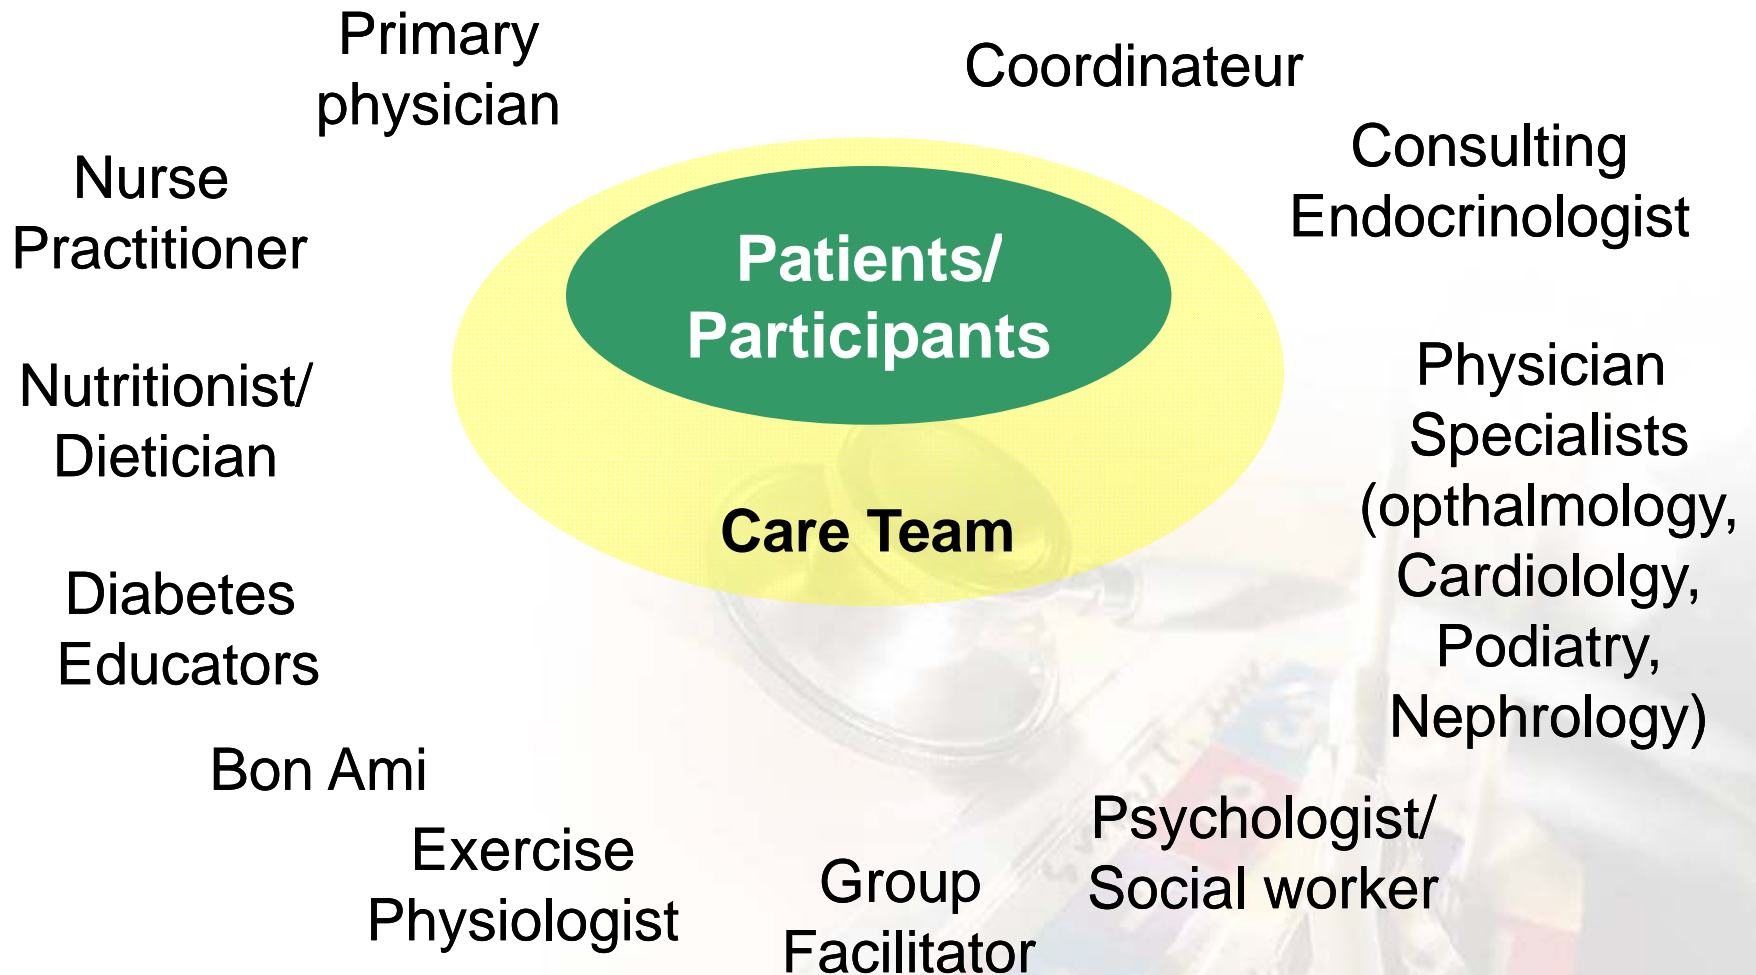 Primary
physician
Coordinateur
Consulting
Endocrinologist
Nurse
Practitioner
Patients/
Participants
Nutritionist/
Dietician
Physician
Specialists
(opthalmology,
Cardiololgy,
Podiatry,
Nephrology)
Care Team
Diabetes
Educators
Bon Ami
Exercise
Physiologist
Group
Facilitator
Psychologist/
Social worker